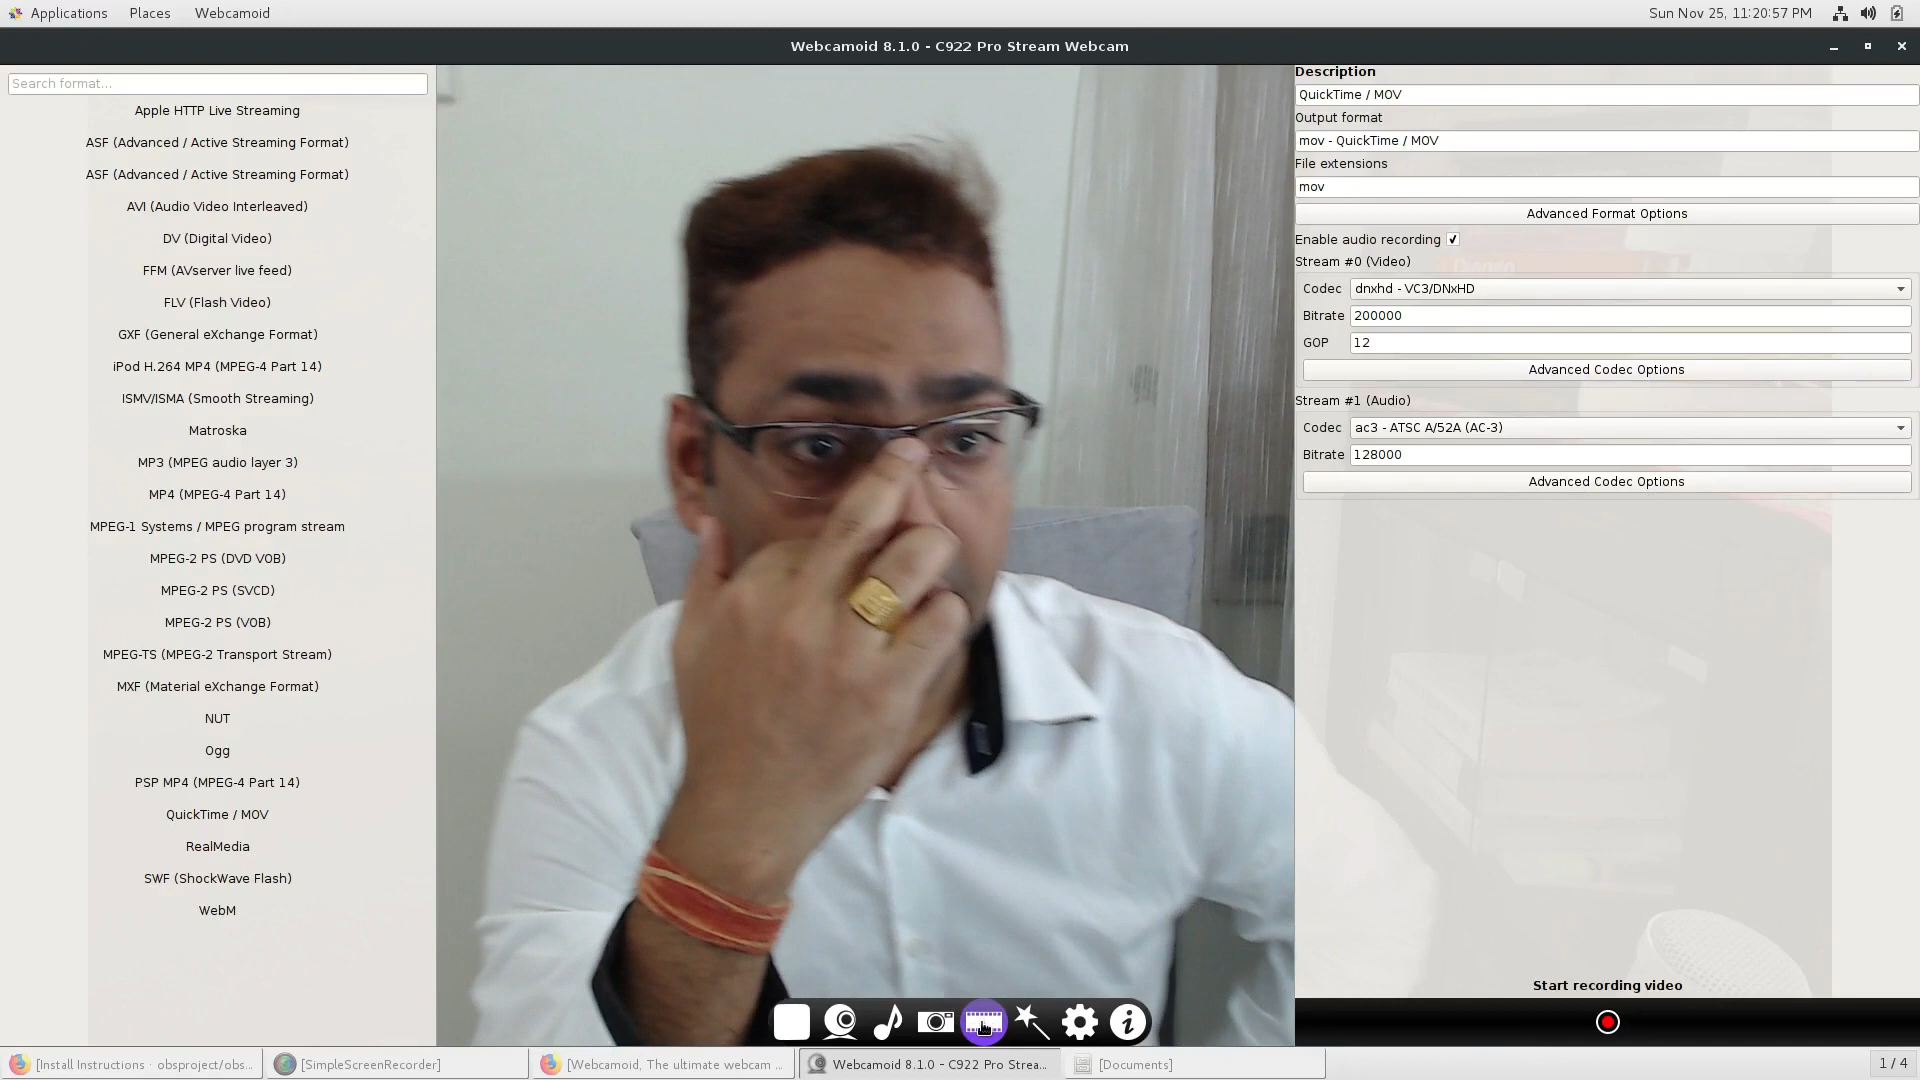 Applications Places Webcamoid Sun Nov 25, 11:20:57 PM
Webcamoid 8.1.0 - C922 Pro Stream Webcam
Search format...
Apple HTTP Live Streaming
ASF (Advanced / Active Streaming Format)
ASF (Advanced / Active Streaming Format)
AVI (Audio Video Interleaved)
DV (Digital Video)
FFM (AVserver live feed)
FLV (Flash Video)
GXF (General eXchange Format)
iPod H.264 MP4 (MPEG-4 Part 14)
ISMV/ISMA (Smooth Streaming)
Matroska
MP3 (MPEG audio layer 3)
MP4 (MPEG-4 Part 14)
MPEG-1 Systems / MPEG program stream
MPEG-2 PS (DVD VOB)
MPEG-2 PS (SVCD)
MPEG-2 PS (VOB)
MPEG-TS (MPEG-2 Transport Stream)
MXF (Material eXchange Format)
NUT
Ogg
PSP MP4 (MPEG-4 Part 14)
QuickTime / MOV
RealMedia
SWF (ShockWave Flash)
WebM
Description
QuickTime / MOV
Output format
mov - QuickTime / MOV
File extensions
mov
Advanced Format Options
Enable audio recording
Stream #0 (Video)
Codec dnxhd - VC3/DNxHD
Bitrate 200000
GOP 12
Advanced Codec Options
Stream #1 (Audio)
Codec ac3 - ATSC A/52A (AC-3)
Bitrate 128000
Advanced Codec Options
Start recording video
[Install Instructions · obsproject/obs... [SimpleScreenRecorder] [Webcamoid, The ultimate webcam ... Webcamoid 8.1.0 - C922 Pro Strea... [Documents] 1 / 4